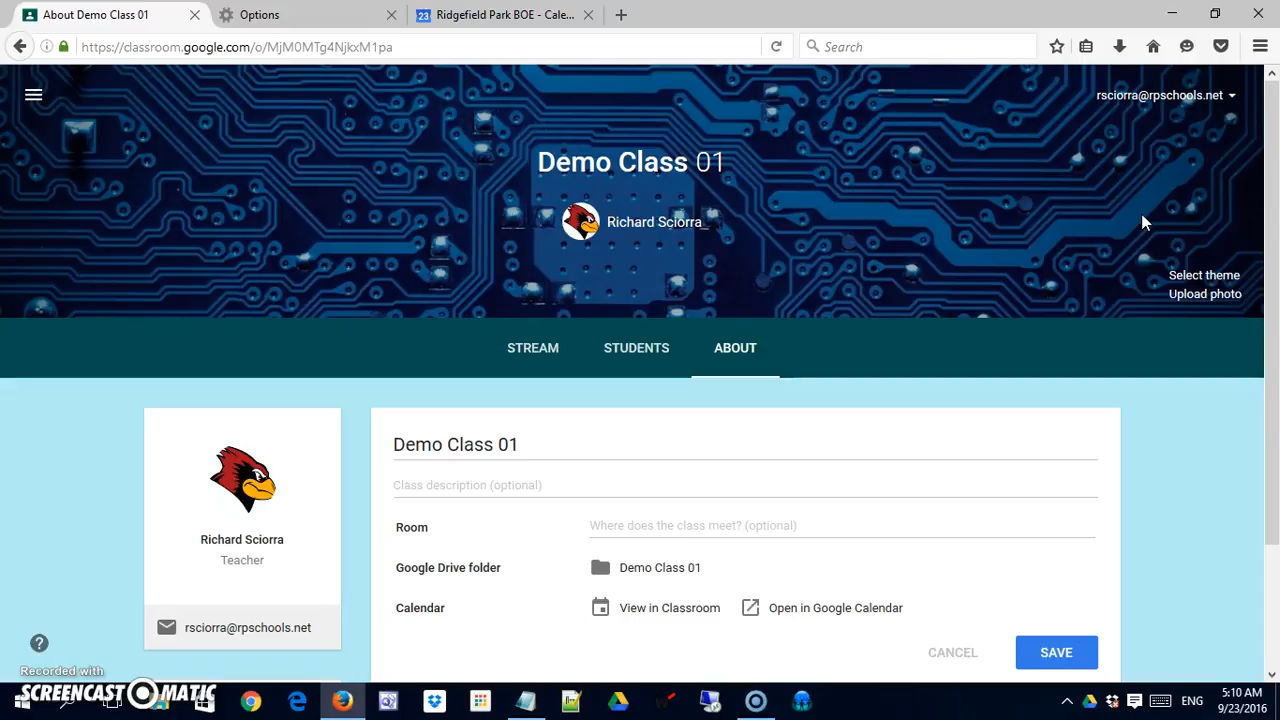 About Demo Class 01
Options
Ridgefield Park BOE - Cale...
https://classroom.google.com/o/MjM0MTg4NjkxM1pa
Search
rsciorra@rpschools.net
Demo Class 01
Richard Sciorra
Select theme
Upload photo
STREAM STUDENTS ABOUT
Demo Class 01
Class description (optional)
Room Where does the class meet? (optional)
Google Drive folder Demo Class 01
Calendar View in Classroom Open in Google Calendar
CANCEL SAVE
Richard Sciorra
Teacher
rsciorra@rpschools.net
Recorded with
SCREENCAST MATIC
ENG
5:10 AM
9/23/2016